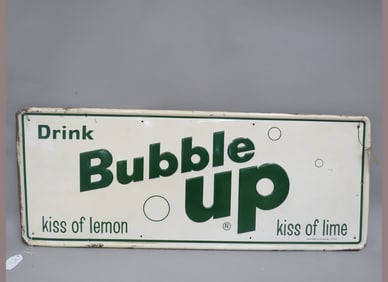 Drink
Bubble
up
®
kiss of lemon
kiss of lime